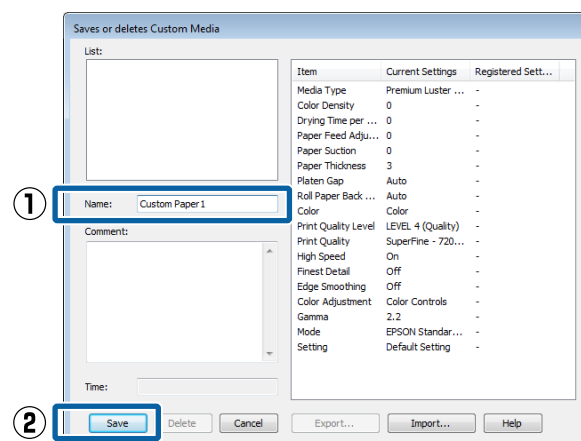 Saves or deletes Custom Media
List:
Item Current Settings Registered Sett...
Media Type Premium Luster ... -
Color Density 0 -
Drying Time per ... 0 -
Paper Feed Adju... 0 -
Paper Suction 0 -
Paper Thickness 3 -
Platen Gap Auto -
Roll Paper Back ... Auto -
Color Color -
Print Quality Level LEVEL 4 (Quality) -
Print Quality SuperFine - 720... -
High Speed On -
Finest Detail Off -
Edge Smoothing Off -
Color Adjustment Color Controls -
Gamma 2.2 -
Mode EPSON Standar... -
Setting Default Setting -
① Name: Custom Paper1
Comment:
Time:
② Save Delete Cancel Export... Import... Help